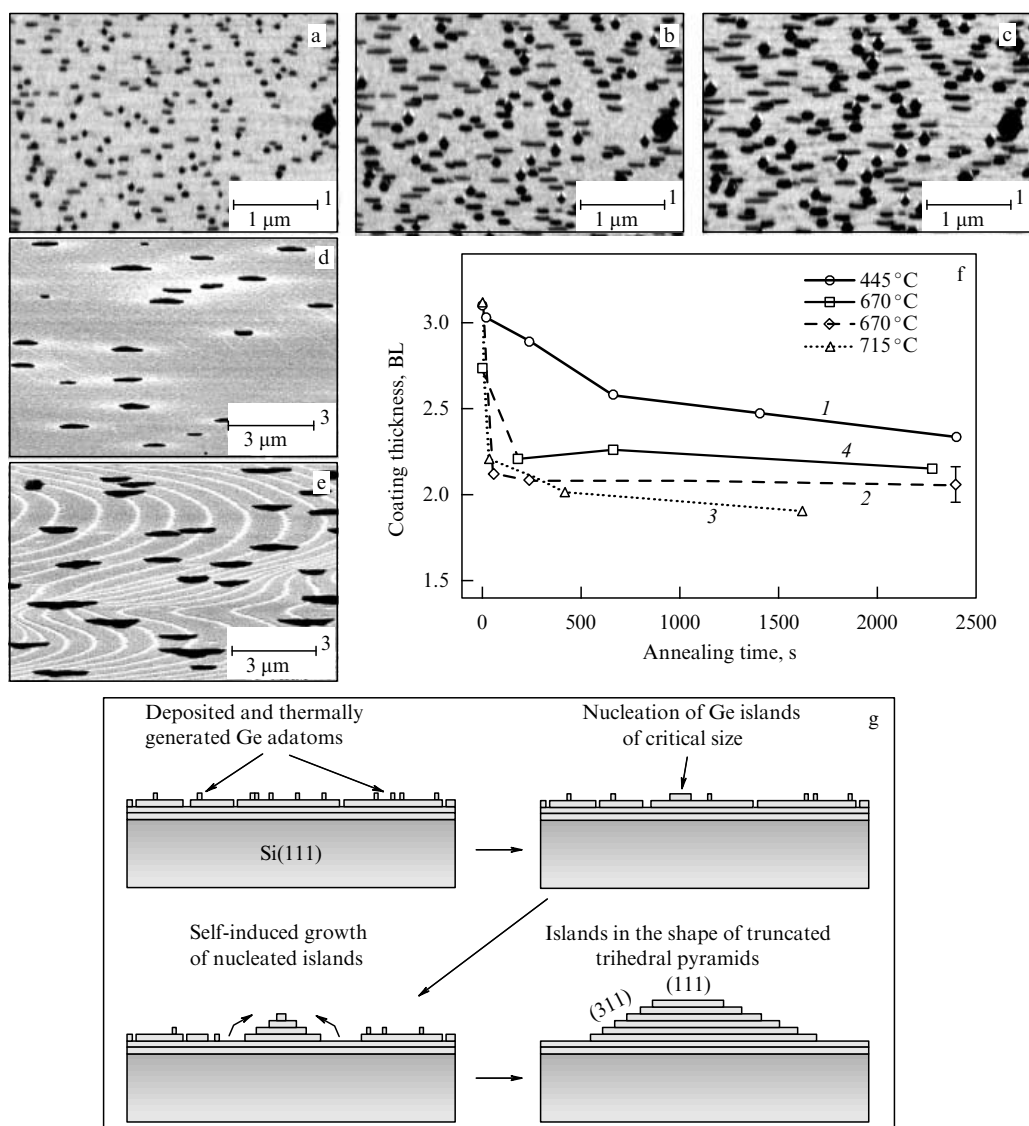 a
1
1 μm
b
1
1 μm
c
1
1 μm
d
3
3 μm
e
3
3 μm
f
445 °C
670 °C
670 °C
715 °C
3.0
2.5
2.0
1.5
Coating thickness, BL
1
4
2
3
0
500
1000
1500
2000
2500
Annealing time, s
g
Deposited and thermally
generated Ge adatoms
Nucleation of Ge islands
of critical size
Si(111)
Self-induced growth
of nucleated islands
Islands in the shape of truncated
trihedral pyramids
(111)
(311)